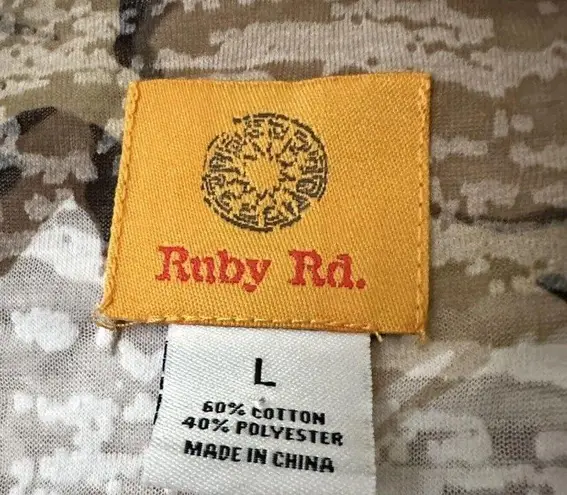 Ruby Rd.
L
60% COTTON
40% POLYESTER
MADE IN CHINA